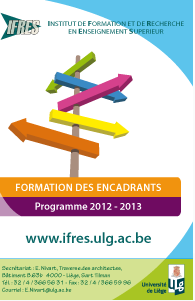 IFRES
INSTITUT DE FORMATION ET DE RECHERCHE
EN ENSEIGNEMENT SUPERIEUR
FORMATION DES ENCADRANTS
Programme 2012 - 2013
www.ifres.ulg.ac.be
Secrétariat : E. Nivart, Traverse des architectes,
Bâtiment B 63b 4000 - Liège, Sart Tilman
Tél : 32 / 4 / 366 56 31 - Fax : 32 / 4 / 366 59 96
Courriel : E.Nivart@ulg.ac.be
Université
de Liège